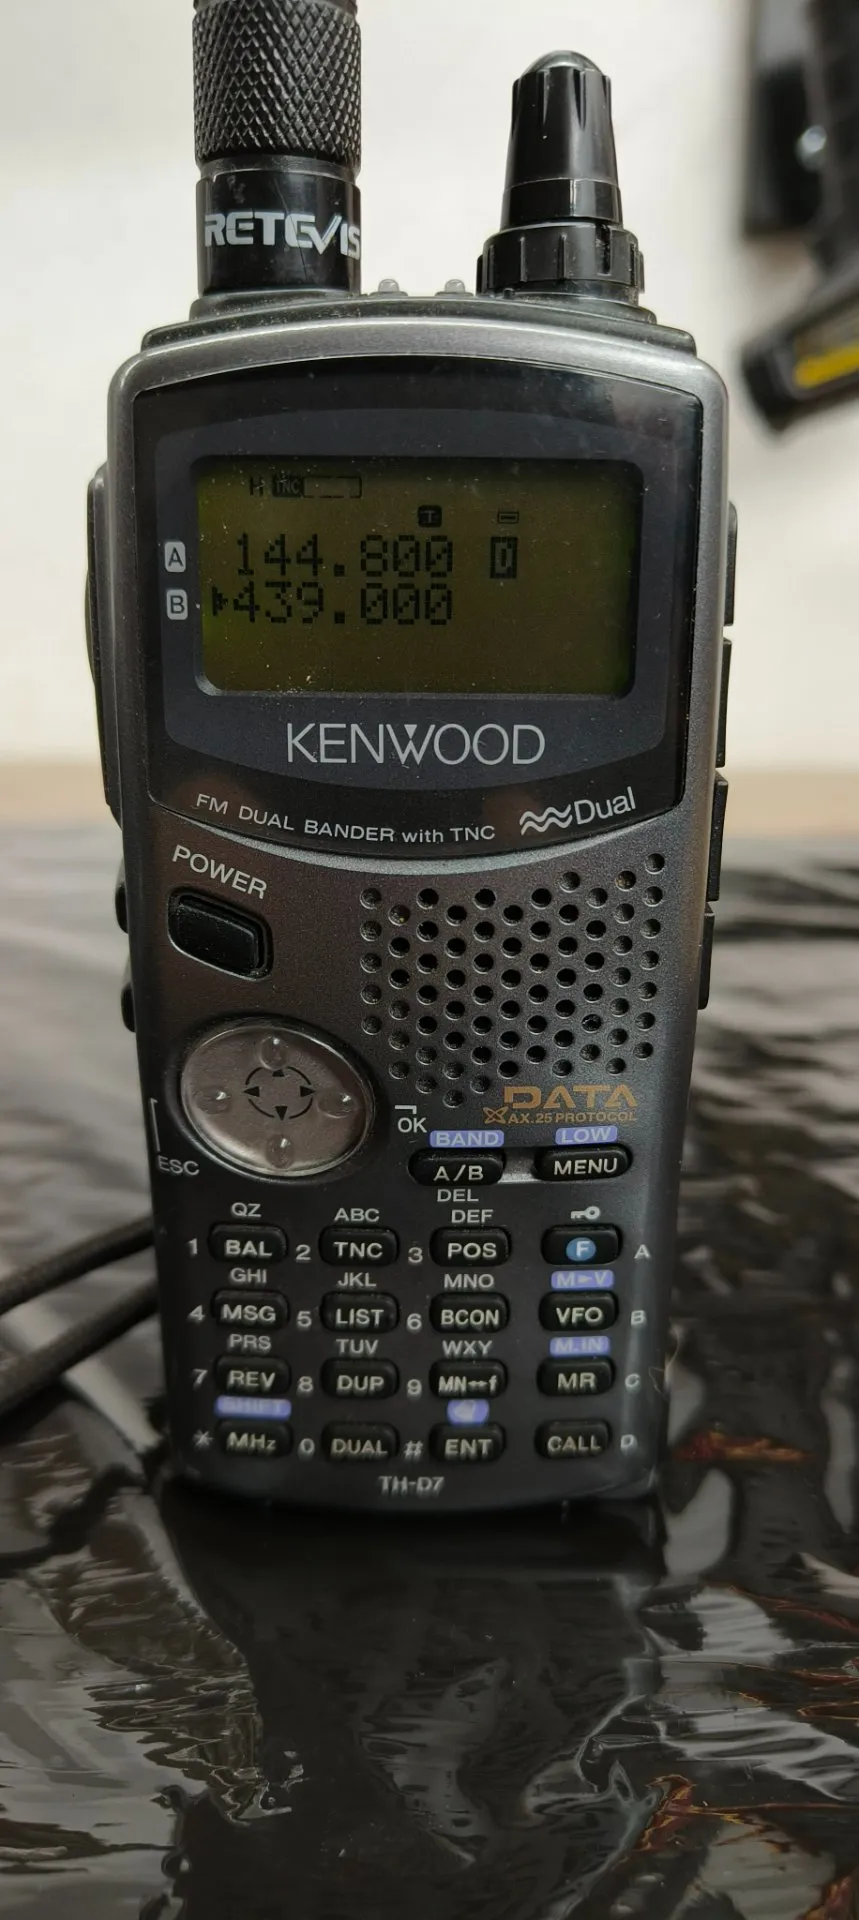 RETEVIS
H TNC
T
A 144.800 D
B 439.000
KENWOOD
FM DUAL BANDER with TNC Dual
POWER
DATA
AX.25 PROTOCOL
OK
ESC
BAND LOW
A/B MENU
DEL
QZ ABC DEF
1 BAL 2 TNC 3 POS F A
GHI JKL MNO M►V
4 MSG 5 LIST 6 BCON VFO B
PRS TUV WXY M.IN
7 REV 8 DUP 9 MN↔f MR C
SHIFT
* MHz 0 DUAL # ENT CALL D
TH-D7